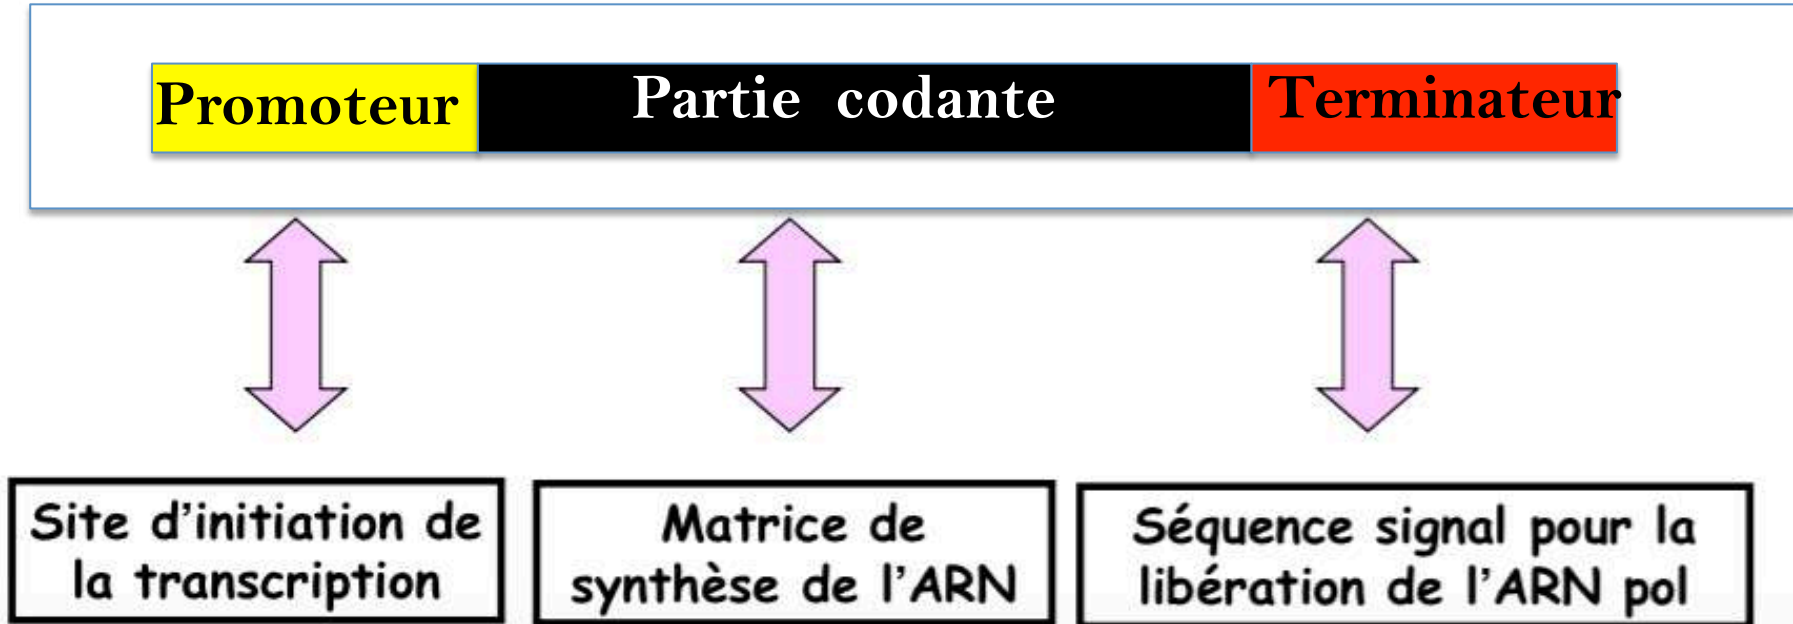 Promoteur Partie codante Terminateur
Site d'initiation de
la transcription
Matrice de
synthèse de l'ARN
Séquence signal pour la
libération de l'ARN pol